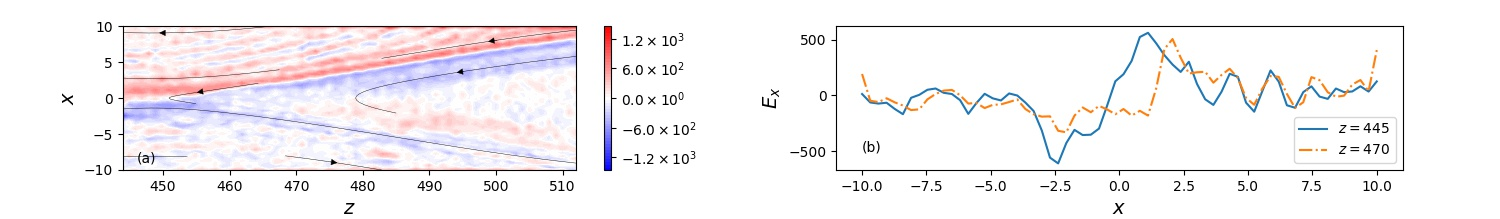 10
5
0
−5
−10
x
(a)
450 460 470 480 490 500 510
z
1.2 × 10³
6.0 × 10²
0.0 × 10⁰
−6.0 × 10²
−1.2 × 10³
500
0
−500
Eₓ
(b)
z = 445
z = 470
−10.0 −7.5 −5.0 −2.5 0.0 2.5 5.0 7.5 10.0
x